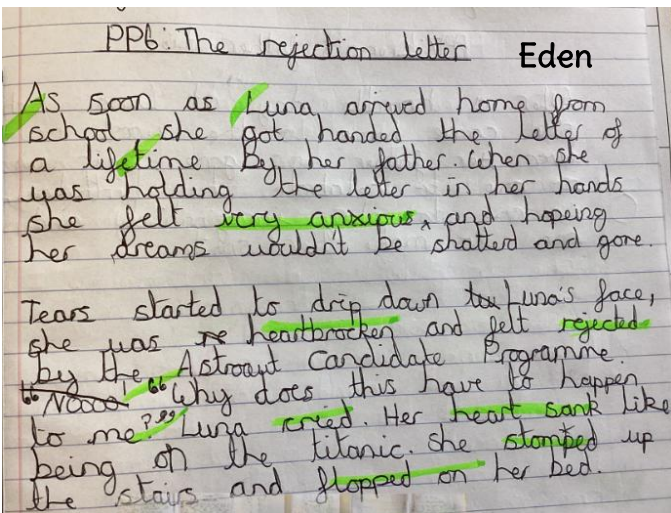 PP6: The rejection letter Eden
As soon as Luna arrived home from
school she got handed the letter of
a lifetime by her father. When she
was holding the letter in her hands
she felt very anxious, and hopeing
her dreams wouldn't be shatted and gone.
Tears started to drip down Luna's face,
she was heartbrocken and felt rejected
by the Astroaut Candidate Programme.
"Noooo, "Why does this have to happen
to me?" Luna cried. Her heart sank like
being on the titanic. She stomped up
the stairs and flopped on her bed.